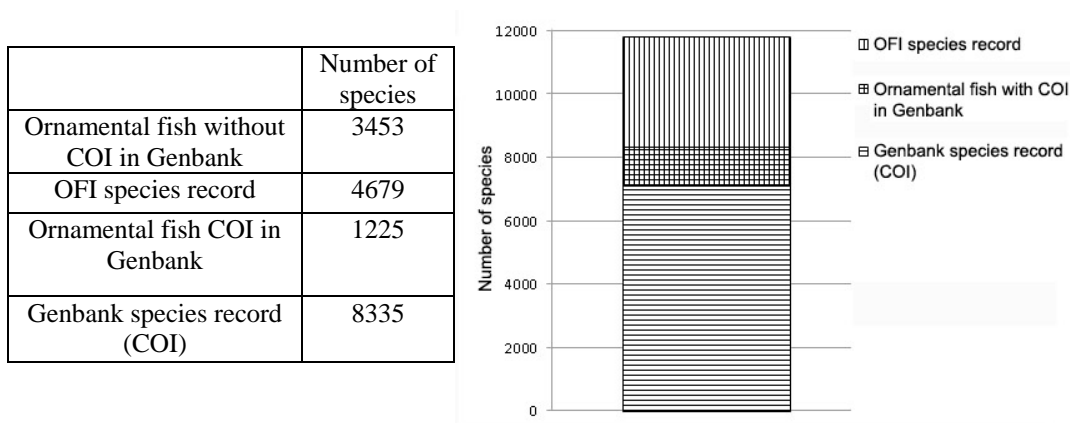 Number of
species
Ornamental fish without
COI in Genbank
3453
OFI species record
4679
Ornamental fish COI in
Genbank
1225
Genbank species record
(COI)
8335
12000
10000
8000
6000
4000
2000
0
Number of species
OFI species record
Ornamental fish with COI
in Genbank
Genbank species record
(COI)